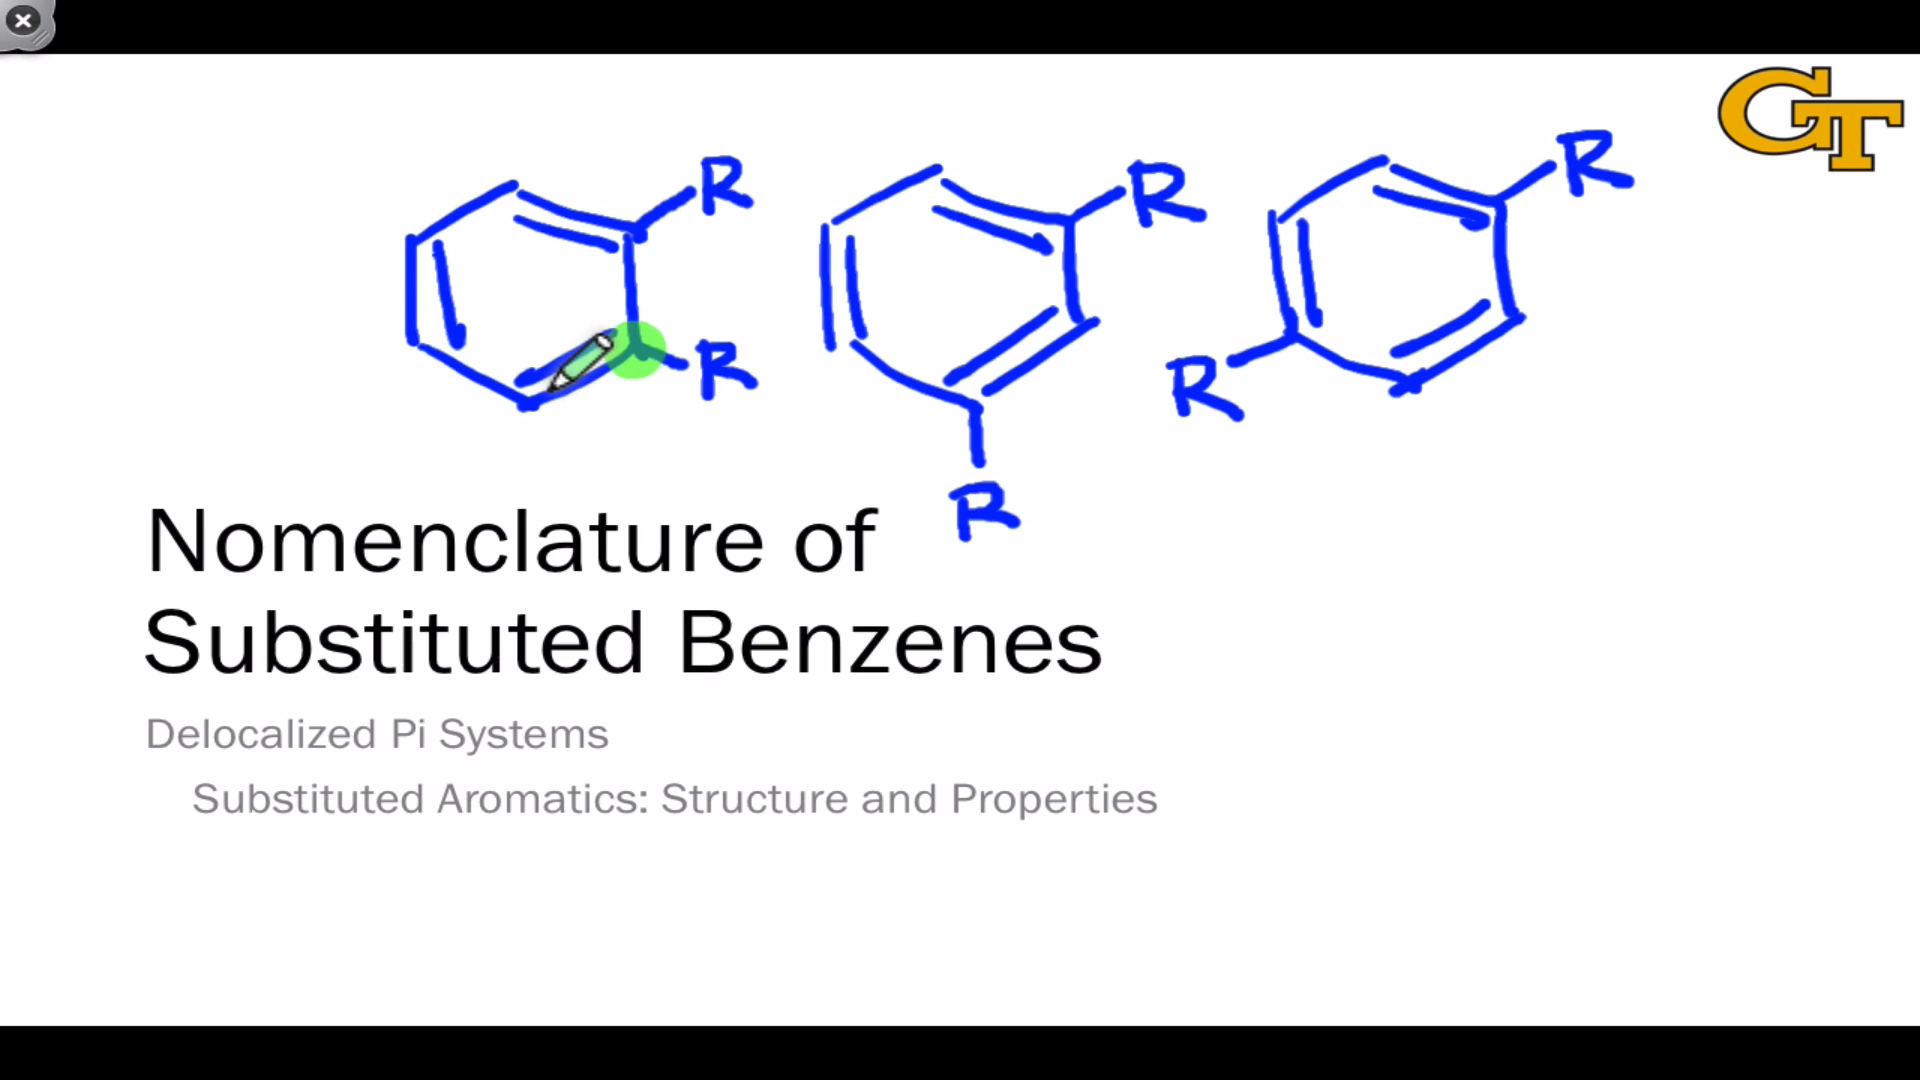 GT
R
R
R
R
R
R
Nomenclature of
Substituted Benzenes
Delocalized Pi Systems
Substituted Aromatics: Structure and Properties